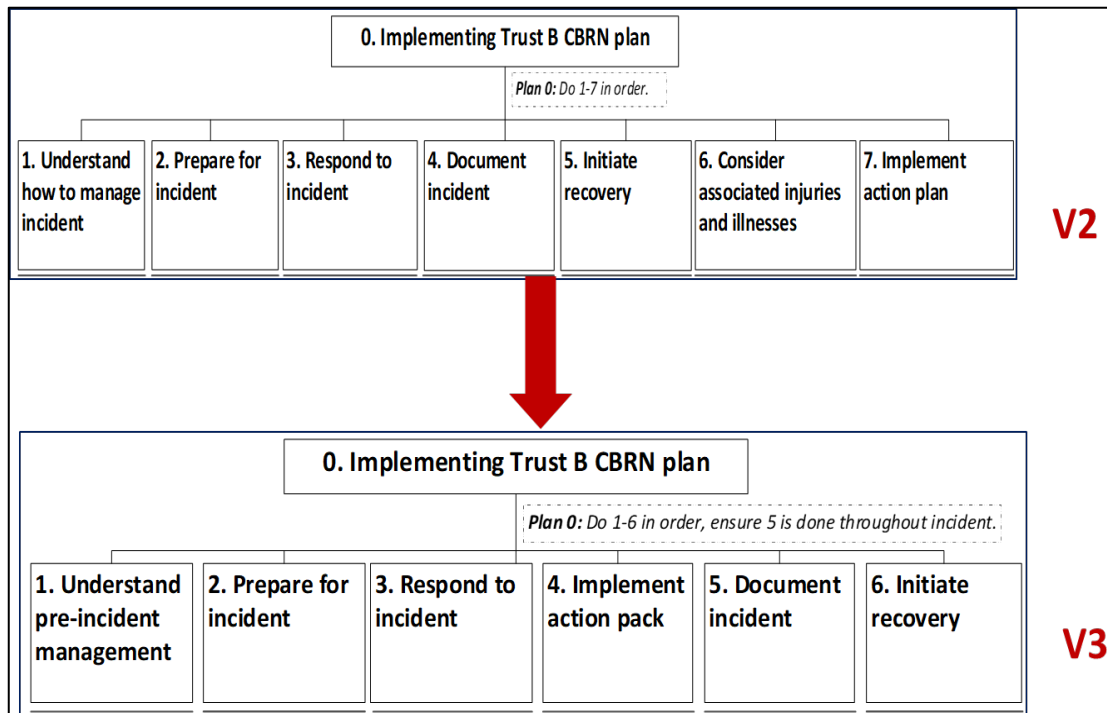 0. Implementing Trust B CBRN plan
Plan 0: Do 1-7 in order.
1. Understand
how to manage
incident
2. Prepare for
incident
3. Respond to
incident
4. Document
incident
5. Initiate
recovery
6. Consider
associated injuries
and illnesses
7. Implement
action plan
V2
0. Implementing Trust B CBRN plan
Plan 0: Do 1-6 in order, ensure 5 is done throughout incident.
1. Understand
pre-incident
management
2. Prepare for
incident
3. Respond to
incident
4. Implement
action pack
5. Document
incident
6. Initiate
recovery
V3